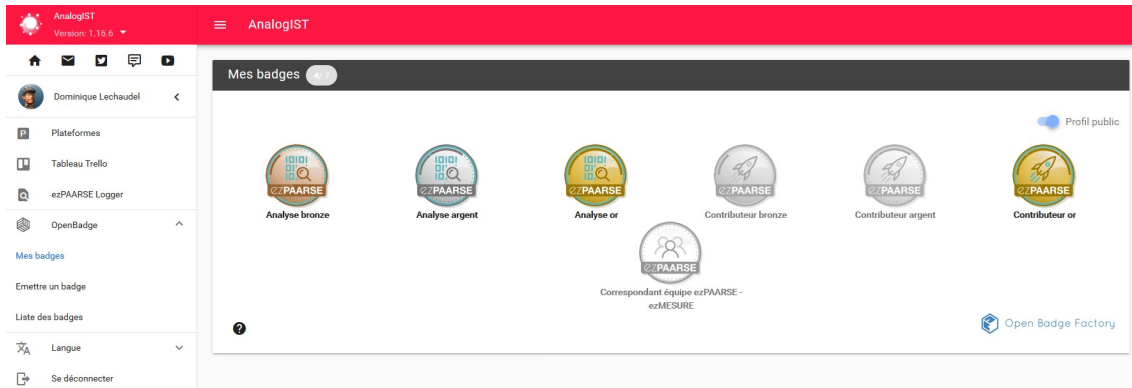 AnalogIST
Version: 1.16.6
AnalogIST
Dominique Lechaudel
Plateformes
Tableau Trello
ezPAARSE Logger
OpenBadge
Mes badges
Emettre un badge
Liste des badges
Langue
Se déconnecter
Mes badges 4/7
Profil public
ezPAARSE
Analyse bronze
ezPAARSE
Analyse argent
ezPAARSE
Analyse or
ezPAARSE
Contributeur bronze
ezPAARSE
Contributeur argent
ezPAARSE
Contributeur or
ezPAARSE
Correspondant équipe ezPAARSE -
ezMESURE
Open Badge Factory